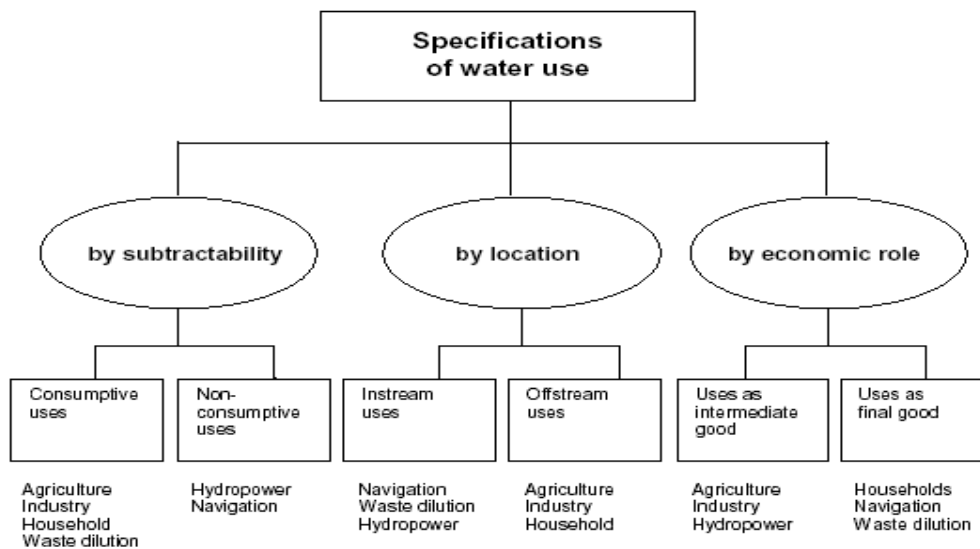 Specifications
of water use
by subtractability
by location
by economic role
Consumptive
uses
Non-
consumptive
uses
Instream
uses
Offstream
uses
Uses as
intermediate
good
Uses as
final good
Agriculture
Industry
Household
Waste dilution
Hydropower
Navigation
Navigation
Waste dilution
Hydropower
Agriculture
Industry
Household
Agriculture
Industry
Hydropower
Households
Navigation
Waste dilution